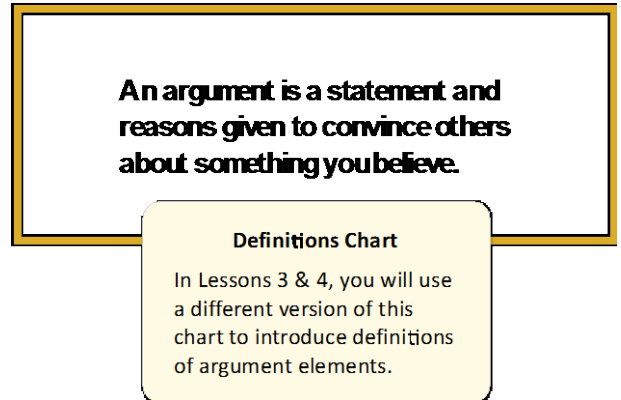 An argument is a statement and
reasons given to convince others
about something you believe.
Definitions Chart
In Lessons 3 & 4, you will use
a different version of this
chart to introduce definitions
of argument elements.